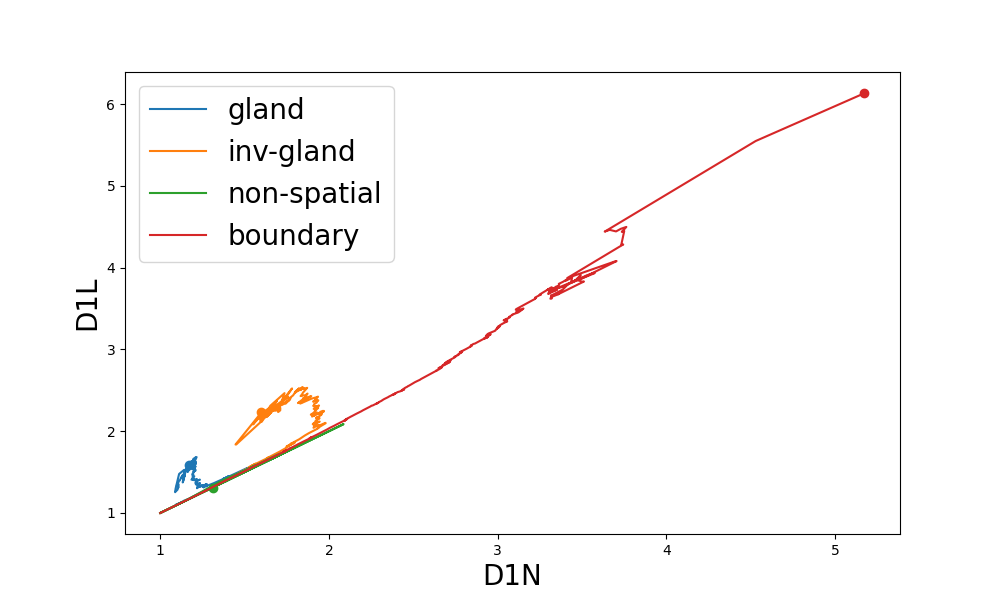 gland
inv-gland
non-spatial
boundary
6
5
4
3
2
1
D1L
1
2
3
4
5
D1N